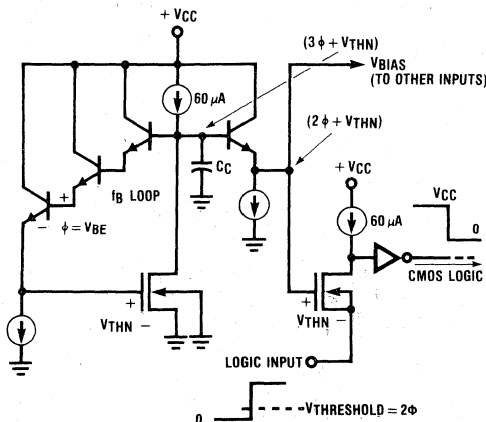 + VCC
(3ϕ + VTHN)
VBIAS
(TO OTHER INPUTS)
60 μA
(2ϕ + VTHN)
CC
fB LOOP
+
-
ϕ = VBE
+ VCC
60 μA
VCC
0
CMOS LOGIC
+
VTHN -
+
VTHN -
LOGIC INPUT
0
VTHRESHOLD = 2Φ